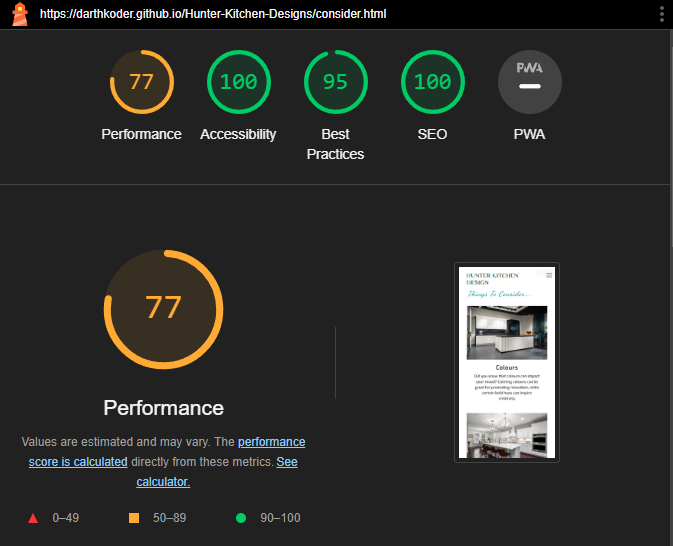 https://darthkoder.github.io/Hunter-Kitchen-Designs/consider.html
77
100
95
100
PWA
Performance
Accessibility
Best
Practices
SEO
PWA
77
Performance
Values are estimated and may vary. The performance
score is calculated directly from these metrics. See
calculator.
0–49
50–89
90–100
HUNTER KITCHEN
DESIGN
Things To Consider...
Colours
Did you know that colours can impact
your mood? Calming colours can be
great for promoting relaxation, while
certain bold hues can inspire
creativity.